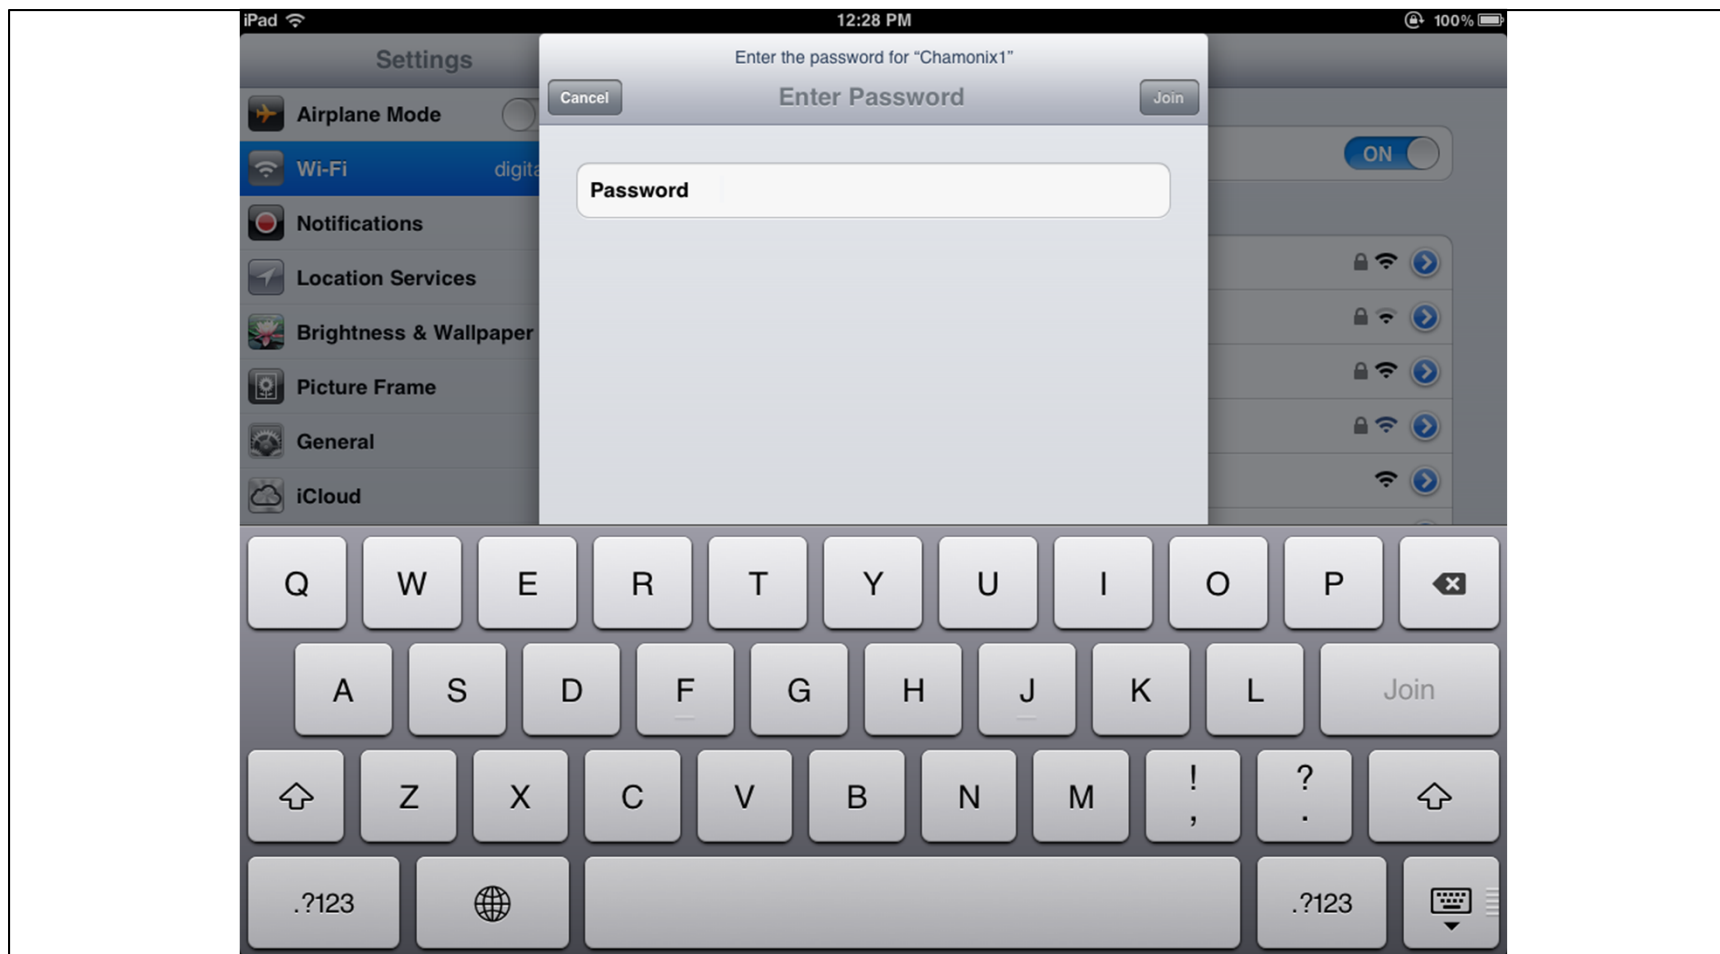 iPad 12:28 PM 100%
Settings
Enter the password for “Chamonix1”
Cancel Enter Password Join
Airplane Mode
Wi-Fi digita
ON
Password
Notifications
Location Services
Brightness & Wallpaper
Picture Frame
General
iCloud
Q W E R T Y U I O P
A S D F G H J K L Join
Z X C V B N M ! , ? .
.?123 .?123